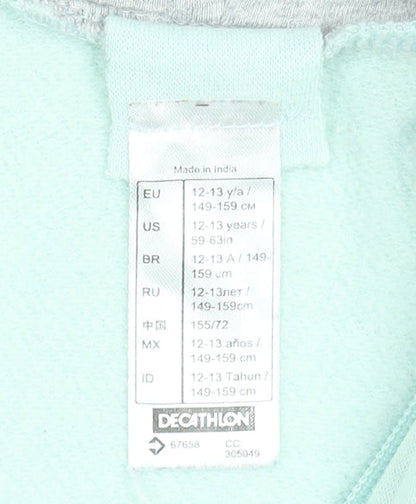 Made in India
EU 12-13 y/a /
149-159 см
US 12-13 years /
59-63in
BR 12-13 A / 149-
159 cm
RU 12-13лет /
149-159cm
中国 155/72
MX 12-13 años /
149-159 cm
ID 12-13 Tahun /
149-159 cm
DECATHLON
67658 CC:
305049